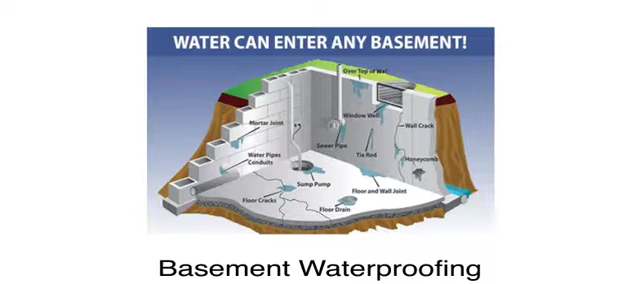 WATER CAN ENTER ANY BASEMENT!
Over Top of Wall
Window Well
Mortar Joint
Wall Crack
Sewer Pipe
Tie Rod
Honeycomb
Water Pipes
Conduits
Sump Pump
Floor and Wall Joint
Floor Cracks
Floor Drain
Basement Waterproofing